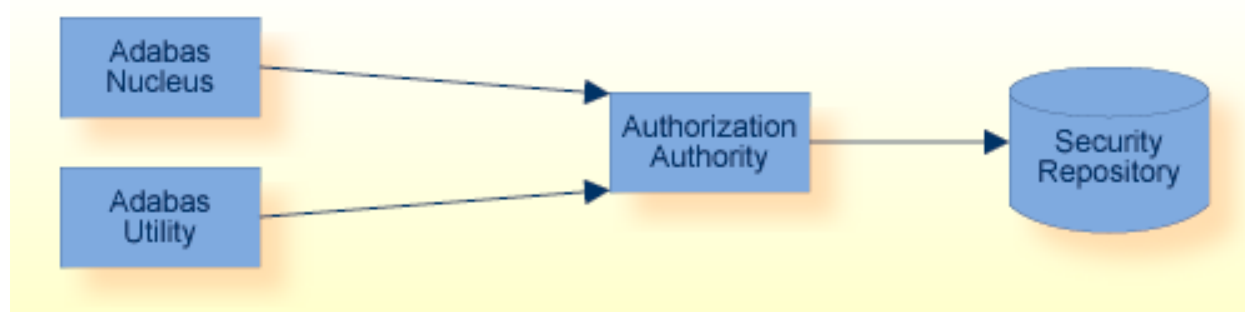 Adabas
Nucleus
Adabas
Utility
Authorization
Authority
Security
Repository